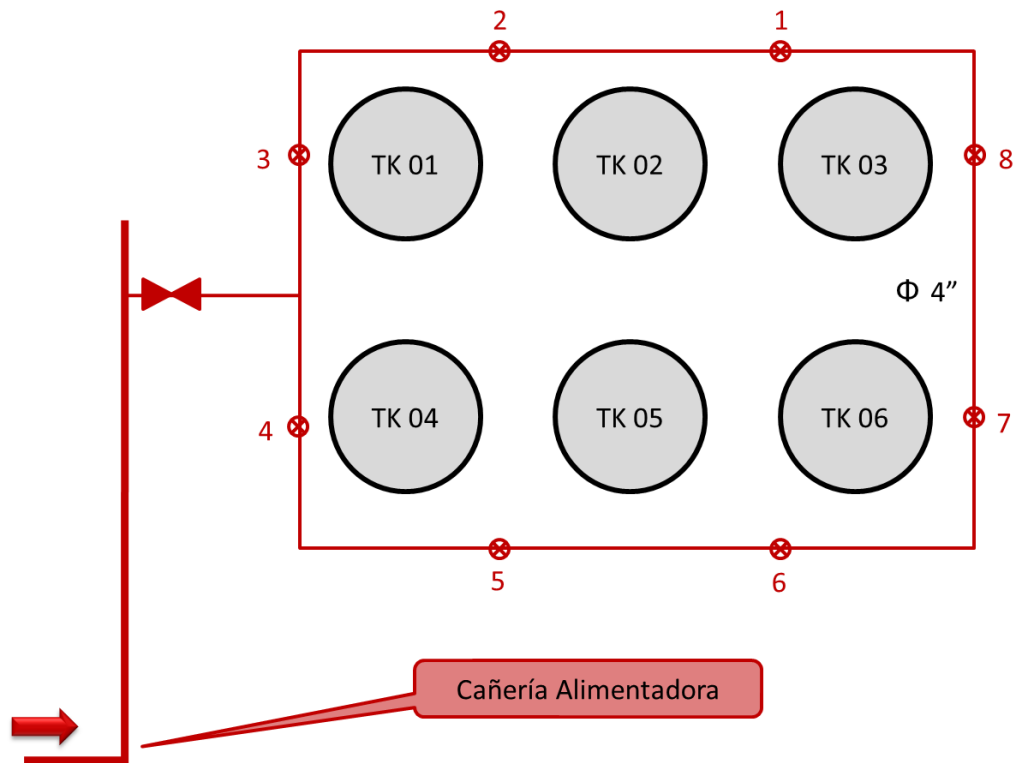 2
1
3
TK 01
TK 02
TK 03
8
Φ 4”
4
TK 04
TK 05
TK 06
7
5
6
Cañería Alimentadora